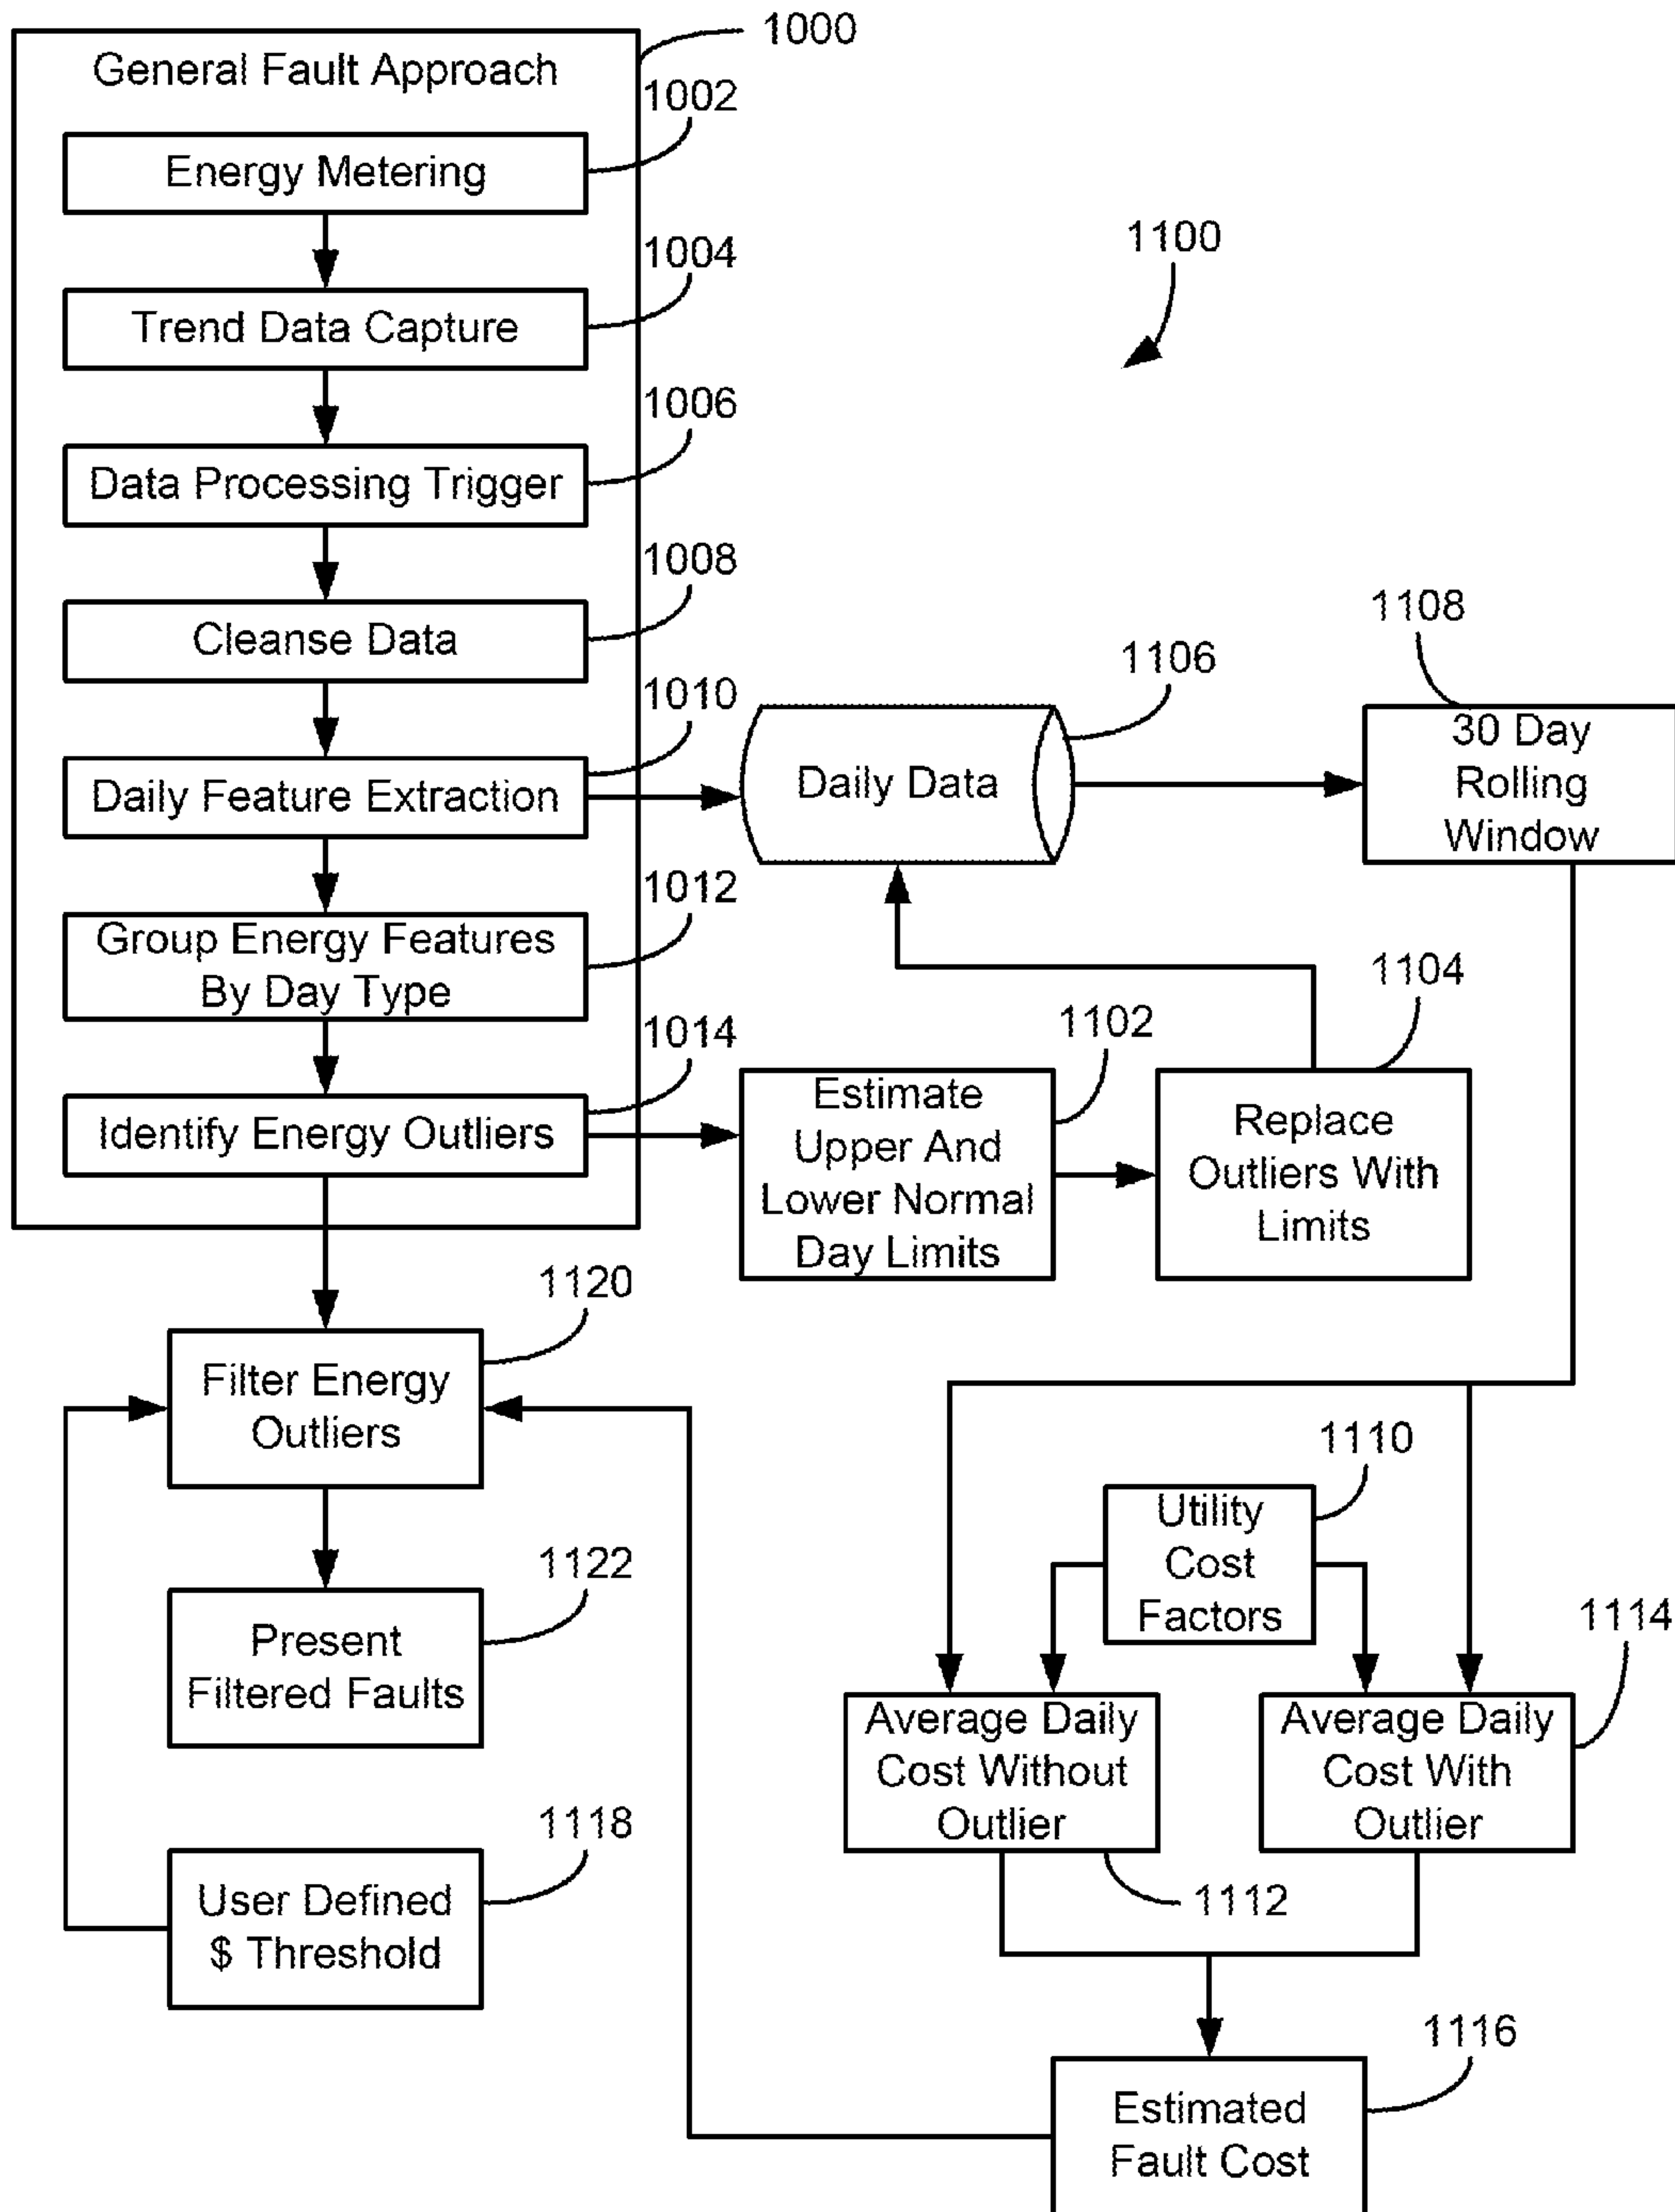 1000
General Fault Approach
1002
Energy Metering
1004
Trend Data Capture
1006
Data Processing Trigger
1008
Cleanse Data
1010
Daily Feature Extraction
1012
Group Energy Features
By Day Type
1014
Identify Energy Outliers
1100
1106
Daily Data
1108
30 Day
Rolling
Window
1102
Estimate
Upper And
Lower Normal
Day Limits
1104
Replace
Outliers With
Limits
1120
Filter Energy
Outliers
1122
Present
Filtered Faults
1118
User Defined
$ Threshold
1110
Utility
Cost
Factors
1114
Average Daily
Cost Without
Outlier
1112
Average Daily
Cost With
Outlier
1116
Estimated
Fault Cost